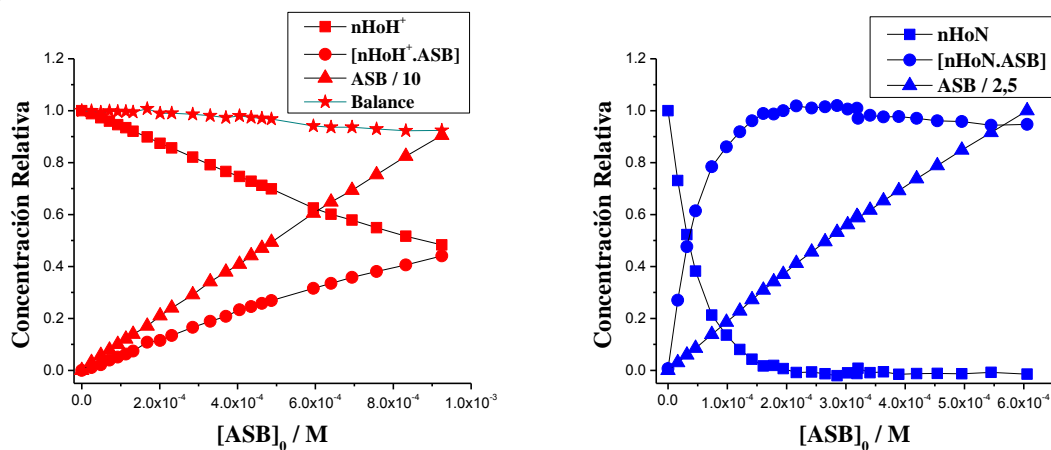 nHoH⁺
[nHoH⁺.ASB]
ASB / 10
Balance
1.2
1.0
0.8
0.6
0.4
0.2
0.0
Concentración Relativa
0.0 2.0x10⁻⁴ 4.0x10⁻⁴ 6.0x10⁻⁴ 8.0x10⁻⁴ 1.0x10⁻³
[ASB]₀ / M
nHoN
[nHoN.ASB]
ASB / 2,5
1.2
1.0
0.8
0.6
0.4
0.2
0.0
Concentración Relativa
0.0 1.0x10⁻⁴ 2.0x10⁻⁴ 3.0x10⁻⁴ 4.0x10⁻⁴ 5.0x10⁻⁴ 6.0x10⁻⁴
[ASB]₀ / M